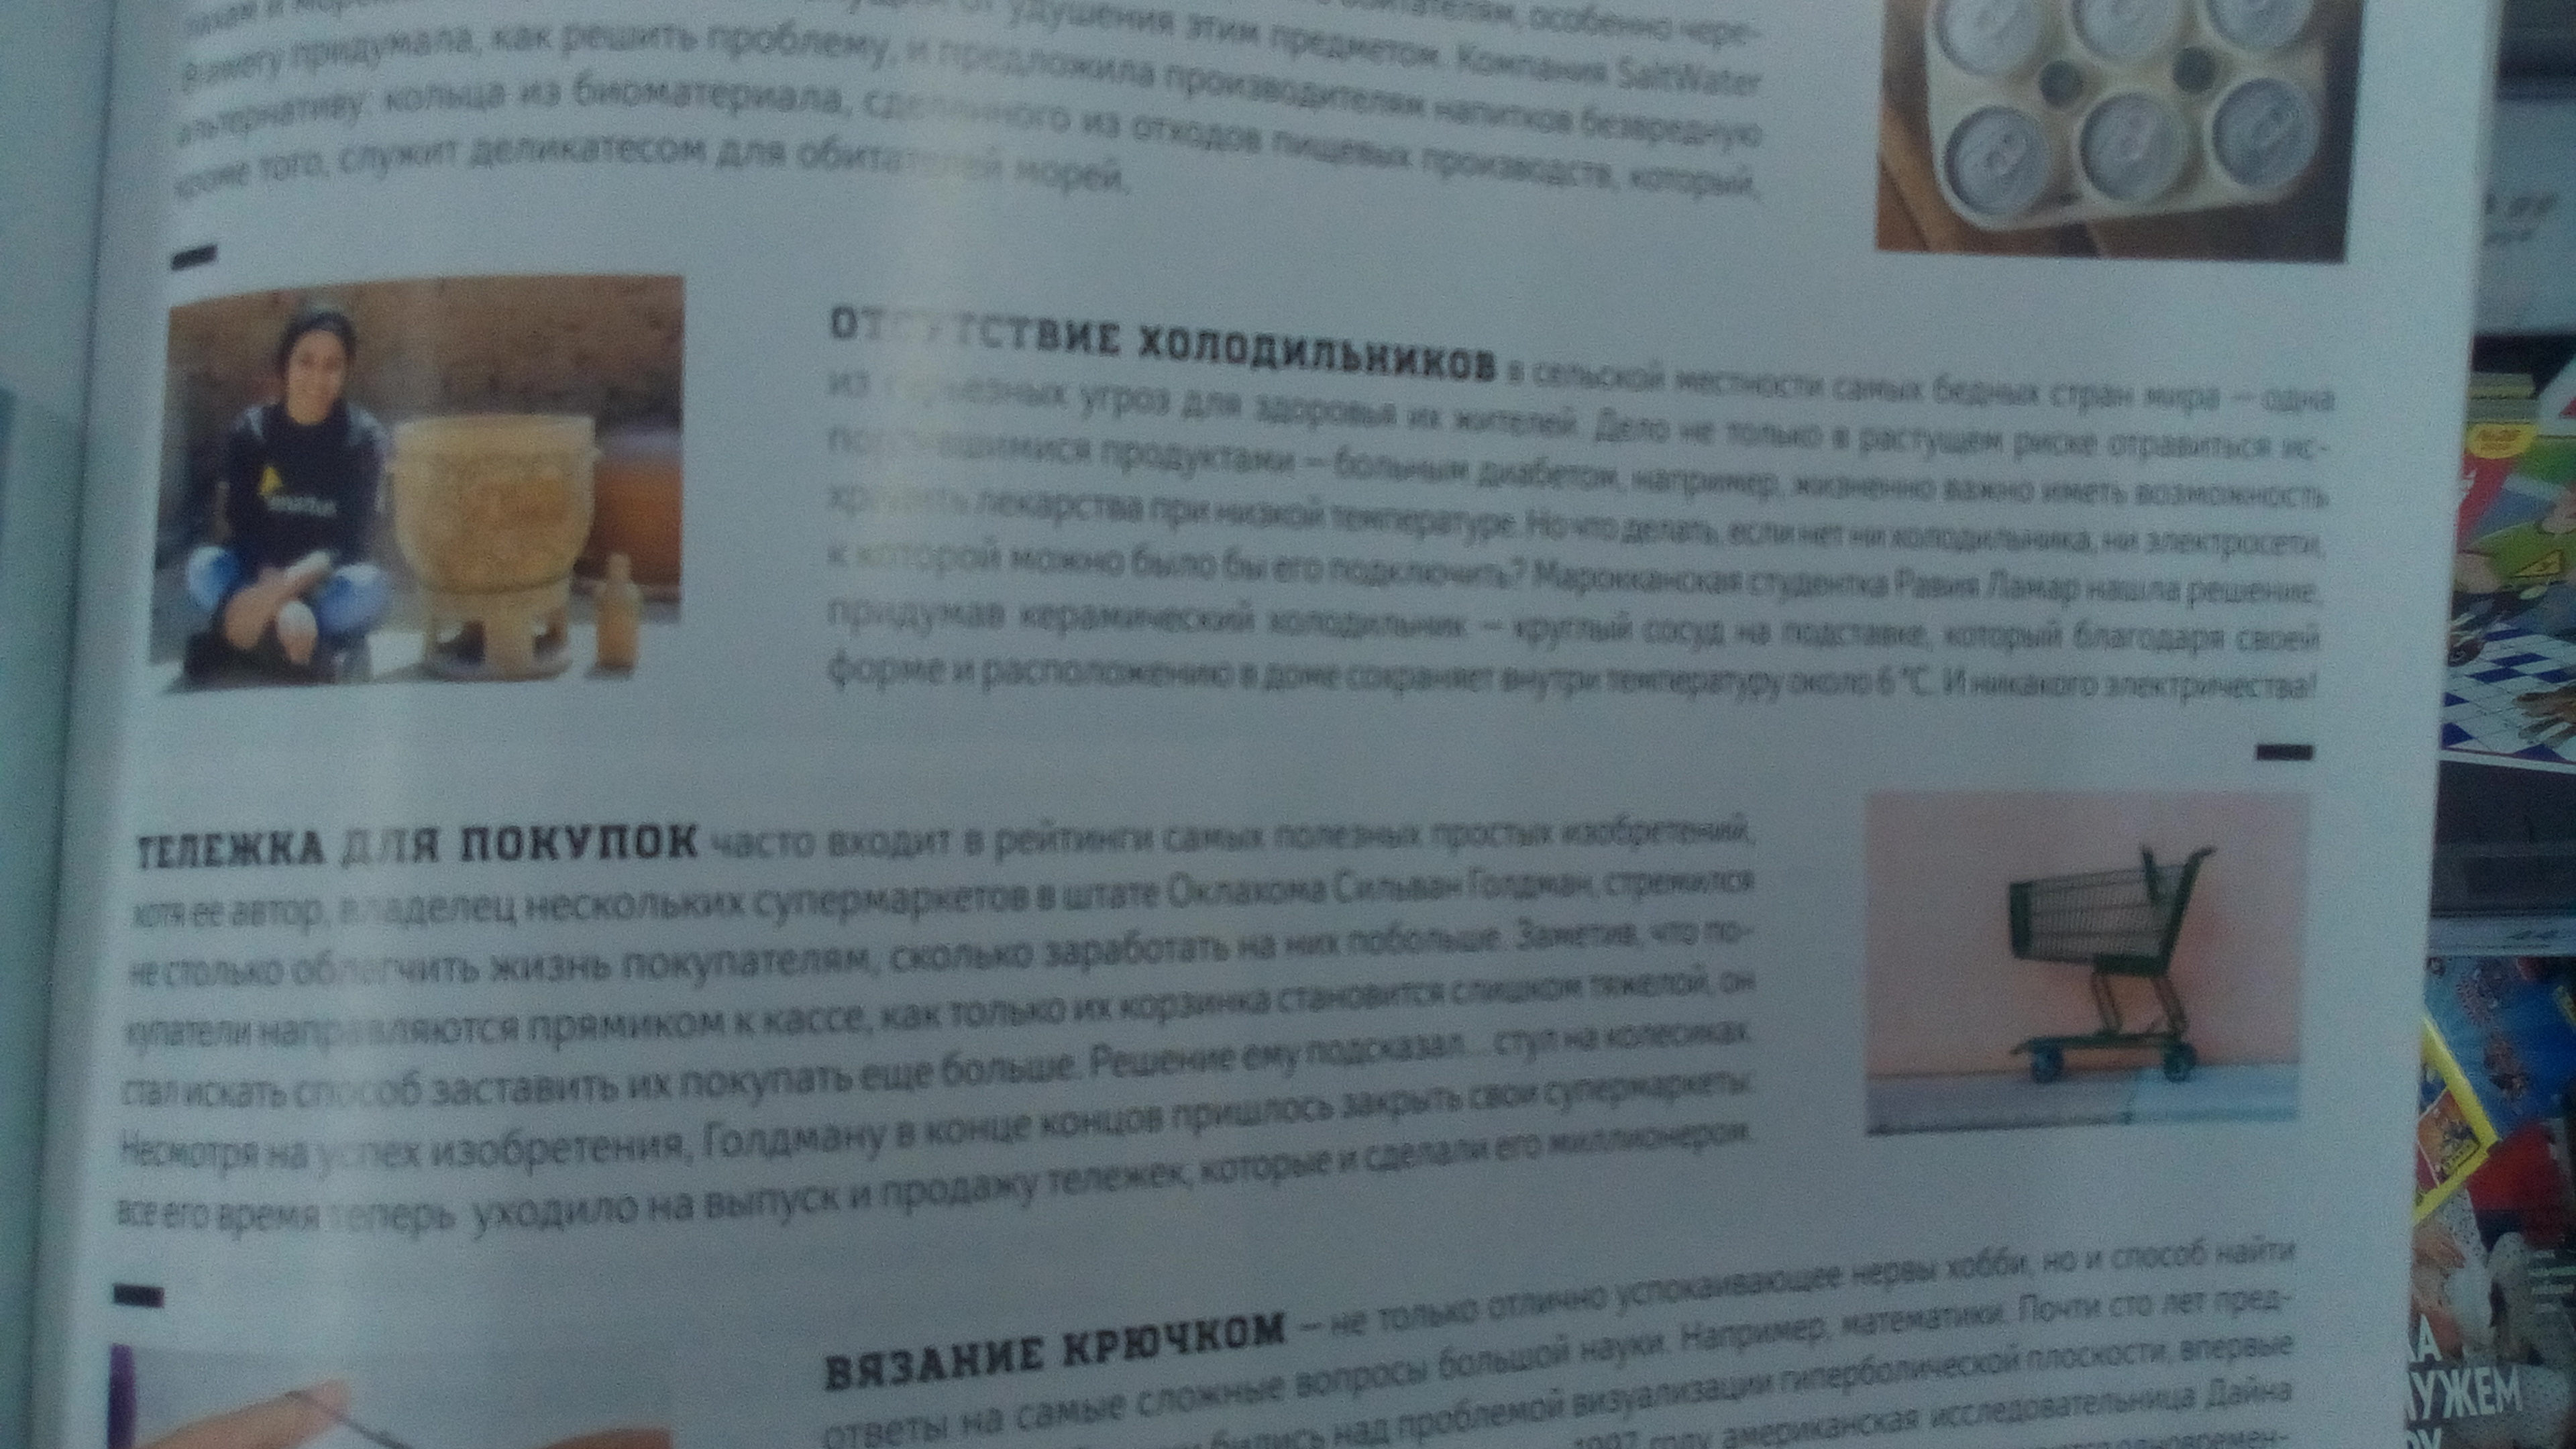 удушения этим предметом. Компания SaltWater
Brawery придумала, как решить проблему, и предложила производителям напитков безвредную
альтернативу: кольца из биоматериала, сделанного из отходов пищевых производств, который,
кроме того, служит деликатесом для обитателей морей.
ОТСУТСТВИЕ ХОЛОДИЛЬНИКОВ в сельской местности самых бедных стран мира — одна
из серьезных угроз для здоровья их жителей. Дело не только в растущем риске отравиться ис-
портившимися продуктами — больным диабетом, например, жизненно важно иметь возможность
хранить лекарства при низкой температуре. Но что делать, если нет ни холодильника, ни электросети,
к которой можно было бы его подключить? Марокканская студентка Равия Ламар нашла решение,
придумав керамический холодильник — круглый сосуд на подставке, который благодаря своей
форме и расположению в доме сохраняет внутри температуру около 6 °С. И никакого электричества!
ТЕЛЕЖКА ДЛЯ ПОКУПОК часто входит в рейтинги самых полезных простых изобретений,
хотя ее автор, владелец нескольких супермаркетов в штате Оклахома Сильван Голдман, стремился
не столько облегчить жизнь покупателям, сколько заработать на них побольше. Заметив, что по-
купатели направляются прямиком к кассе, как только их корзинка становится слишком тяжелой, он
стал искать способ заставить их покупать еще больше. Решение ему подсказал... стул на колесиках.
Несмотря на успех изобретения, Голдману в конце концов пришлось закрыть свои супермаркеты:
все его время теперь уходило на выпуск и продажу тележек, которые и сделали его миллионером.
ВЯЗАНИЕ КРЮЧКОМ — не только отлично успокаивающее нервы хобби, но и способ найти
ответы на самые сложные вопросы большой науки. Например, математики. Почти сто лет пред-
бились над проблемой визуализации гиперболической плоскости, впервые
1997 году американская исследовательница Дайна
УЖЕМ